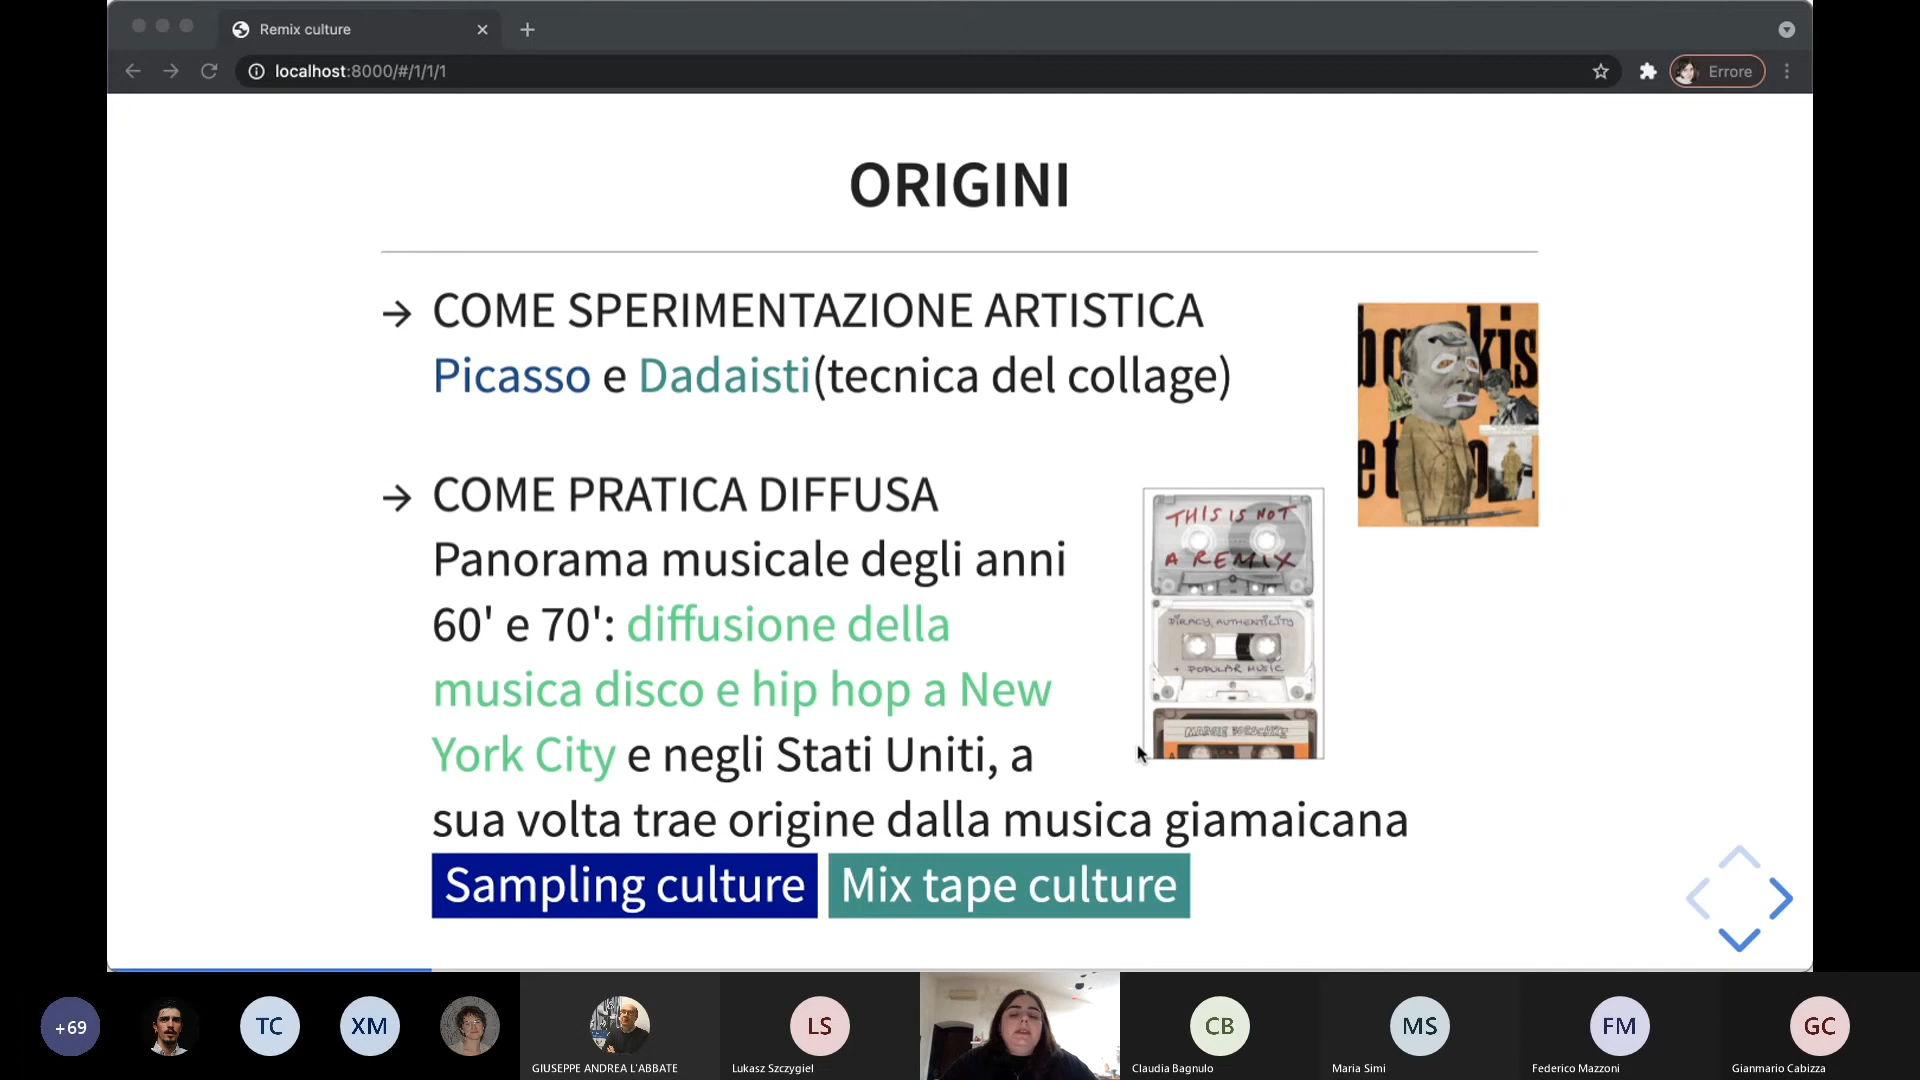 Remix culture
localhost:8000/#/1/1/1
Errore
ORIGINI
→ COME SPERIMENTAZIONE ARTISTICA
Picasso e Dadaisti(tecnica del collage)
→ COME PRATICA DIFFUSA
Panorama musicale degli anni
60' e 70': diffusione della
musica disco e hip hop a New
York City e negli Stati Uniti, a
sua volta trae origine dalla musica giamaicana
Sampling culture Mix tape culture
THIS IS NOT
A REMIX
PIRACY, AUTHENTICITY
+ POPULAR MUSIC
+69
TC
XM
GIUSEPPE ANDREA L'ABBATE
LS
Lukasz Szczygiel
CB
Claudia Bagnulo
MS
Maria Simi
FM
Federico Mazzoni
GC
Gianmario Cabizza